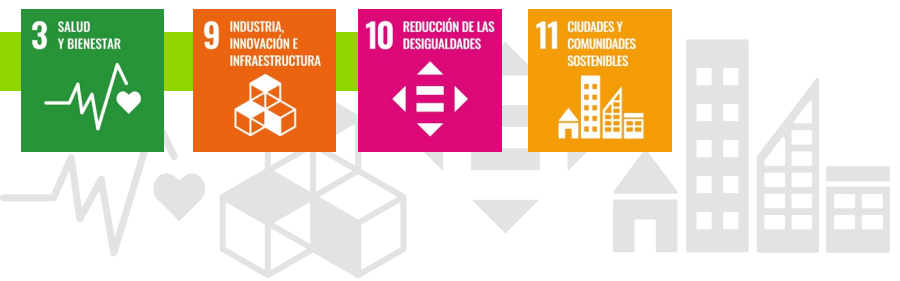 3 SALUD
Y BIENESTAR
9 INDUSTRIA,
INNOVACIÓN E
INFRAESTRUCTURA
10 REDUCCIÓN DE LAS
DESIGUALDADES
11 CIUDADES Y
COMUNIDADES
SOSTENIBLES